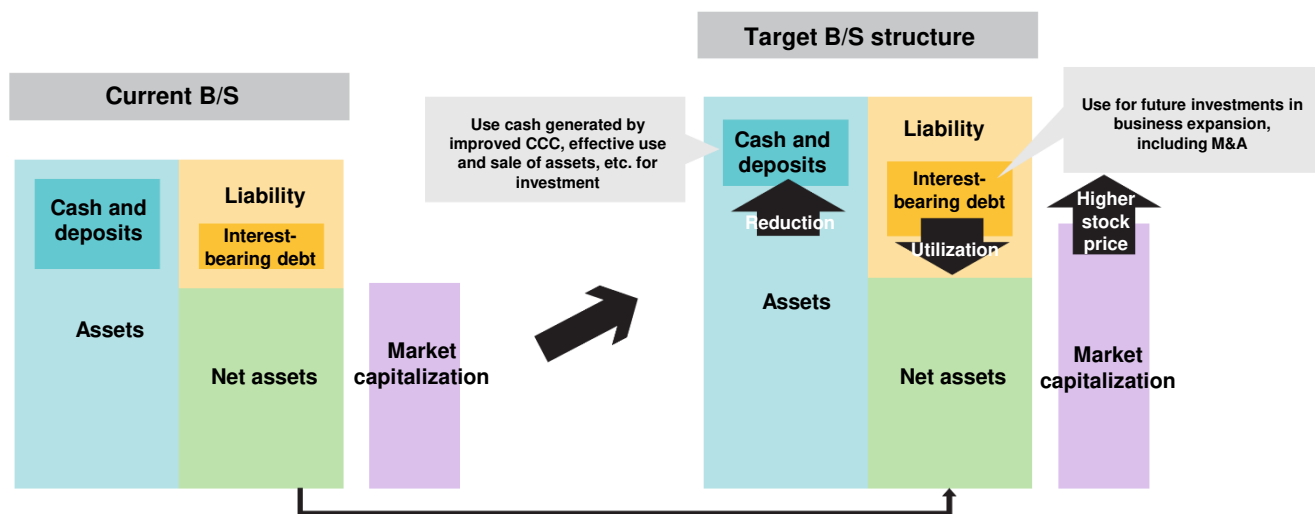 Current B/S
Cash and
deposits
Liability
Interest-
bearing debt
Assets
Net assets
Market
capitalization
Target B/S structure
Use cash generated by
improved CCC, effective use
and sale of assets, etc. for
investment
Cash and
deposits
Reduction
Liability
Interest-
bearing debt
Utilization
Use for future investments in
business expansion,
including M&A
Higher
stock
price
Assets
Net assets
Market
capitalization